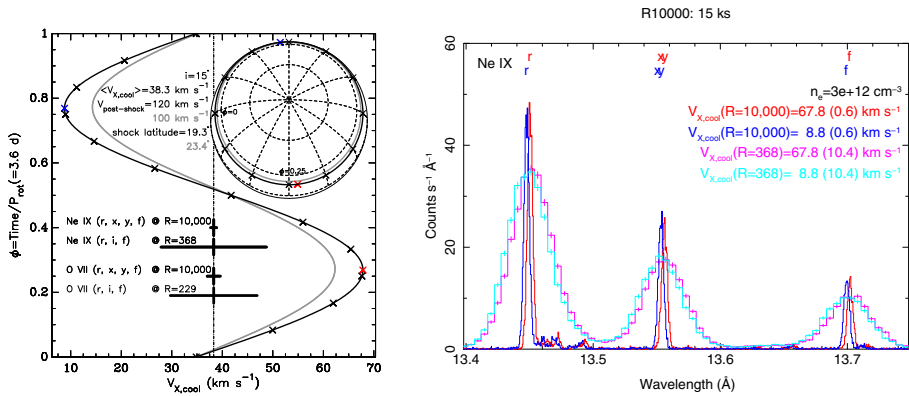 R10000: 15 ks
1
0.8
0.6
0.4
0.2
0
φ=Time/P_rot(=3.6 d)
10 20 30 40 50 60 70
V_X,cool (km s⁻¹)
i=15°
<V_X,cool>=38.3 km s⁻¹
V_post-shock=120 km s⁻¹
100 km s⁻¹
shock latitude=19.3°
23.4°
φ=0
φ=0.25
Ne IX (r, x, y, f) @ R=10,000
Ne IX (r, i, f) @ R=368
O VII (r, x, y, f) @ R=10,000
O VII (r, i, f) @ R=229
60
40
20
0
Counts s⁻¹ Å⁻¹
Ne IX
r xy f
r xy f
n_e=3e+12 cm⁻³
V_X,cool(R=10,000)=67.8 (0.6) km s⁻¹
V_X,cool(R=10,000)= 8.8 (0.6) km s⁻¹
V_X,cool(R=368)=67.8 (10.4) km s⁻¹
V_X,cool(R=368)= 8.8 (10.4) km s⁻¹
13.4 13.5 13.6 13.7
Wavelength (Å)